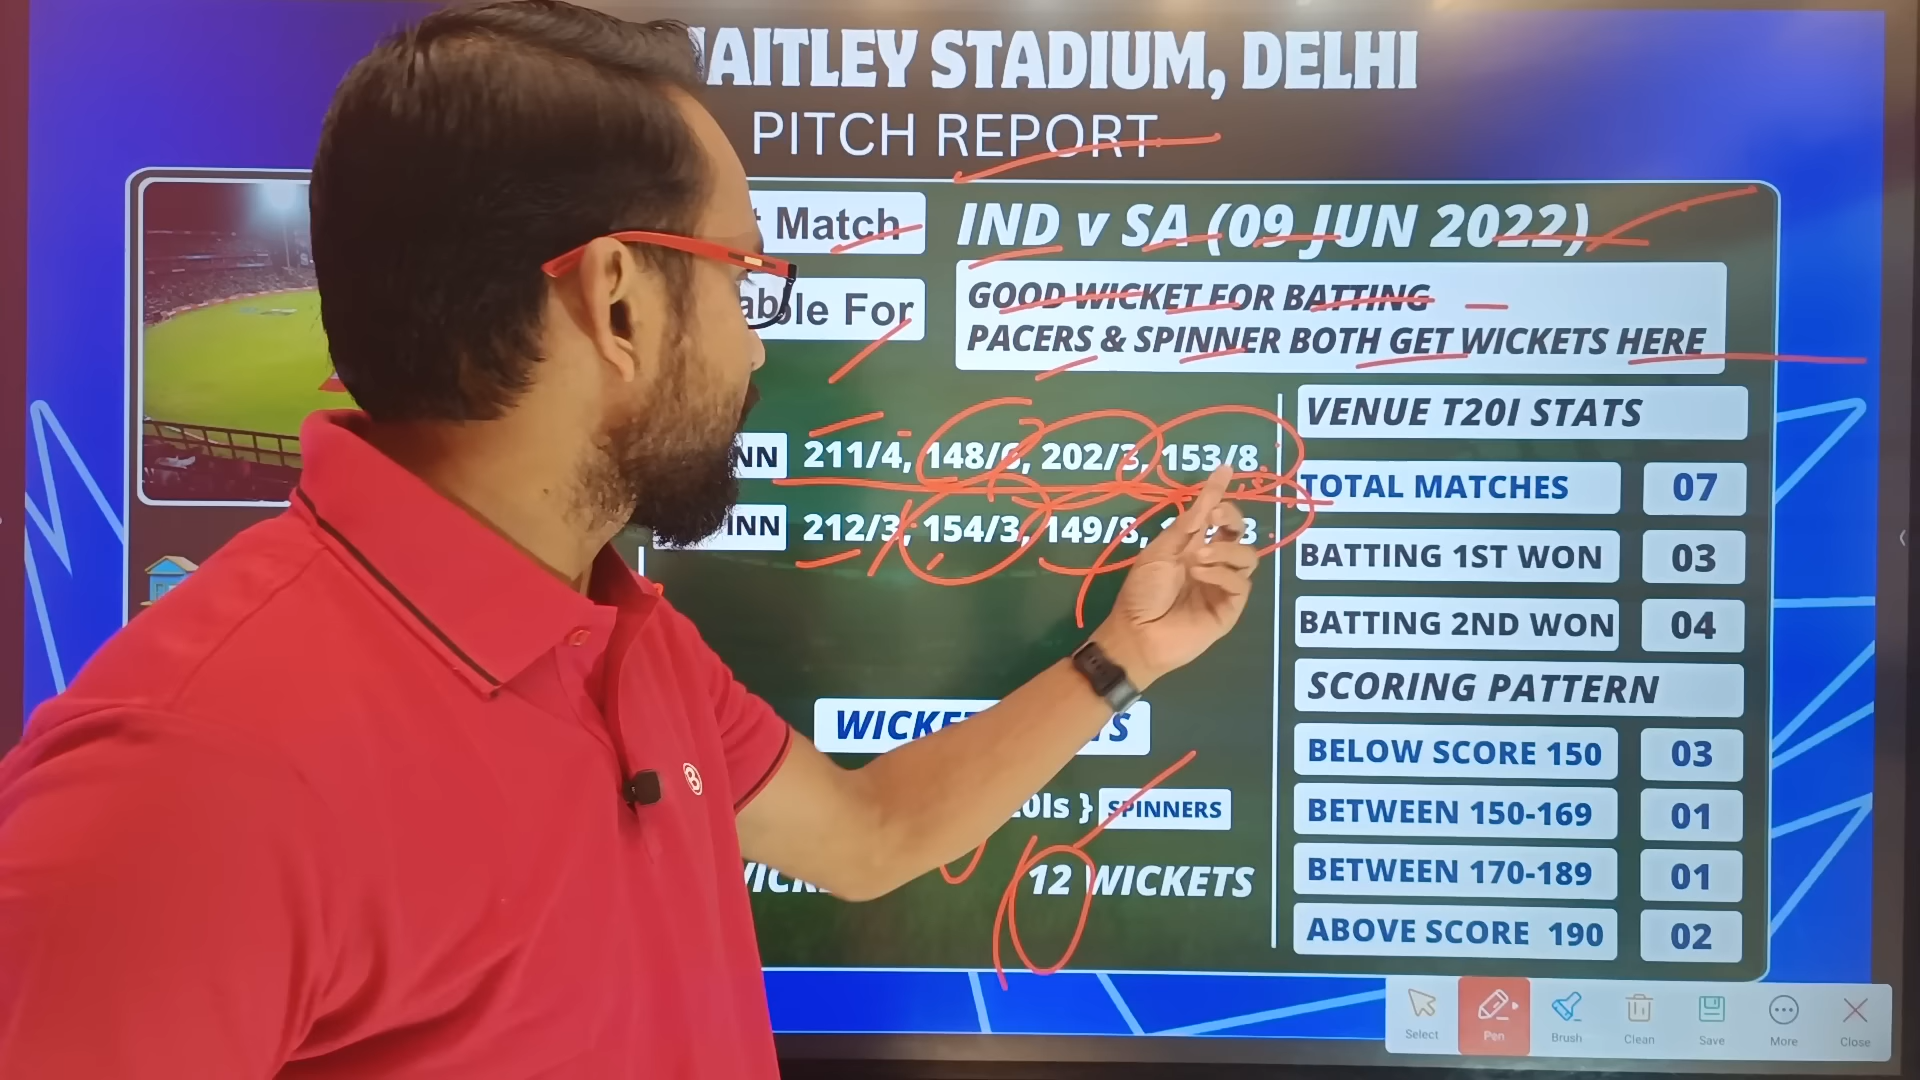 JAITLEY STADIUM, DELHI
PITCH REPORT
Match
IND v SA (09 JUN 2022)
ble For
GOOD WICKET FOR BATTING
PACERS & SPINNER BOTH GET WICKETS HERE
INN 211/4, 148/6, 202/3, 153/8
INN 212/3, 154/3, 149/8,
VENUE T20I STATS
TOTAL MATCHES 07
BATTING 1ST WON 03
BATTING 2ND WON 04
SCORING PATTERN
BELOW SCORE 150 03
BETWEEN 150-169 01
BETWEEN 170-189 01
ABOVE SCORE 190 02
0Is } SPINNERS
12 WICKETS
B
Select
Pen
Brush
Clean
Save
More
Close